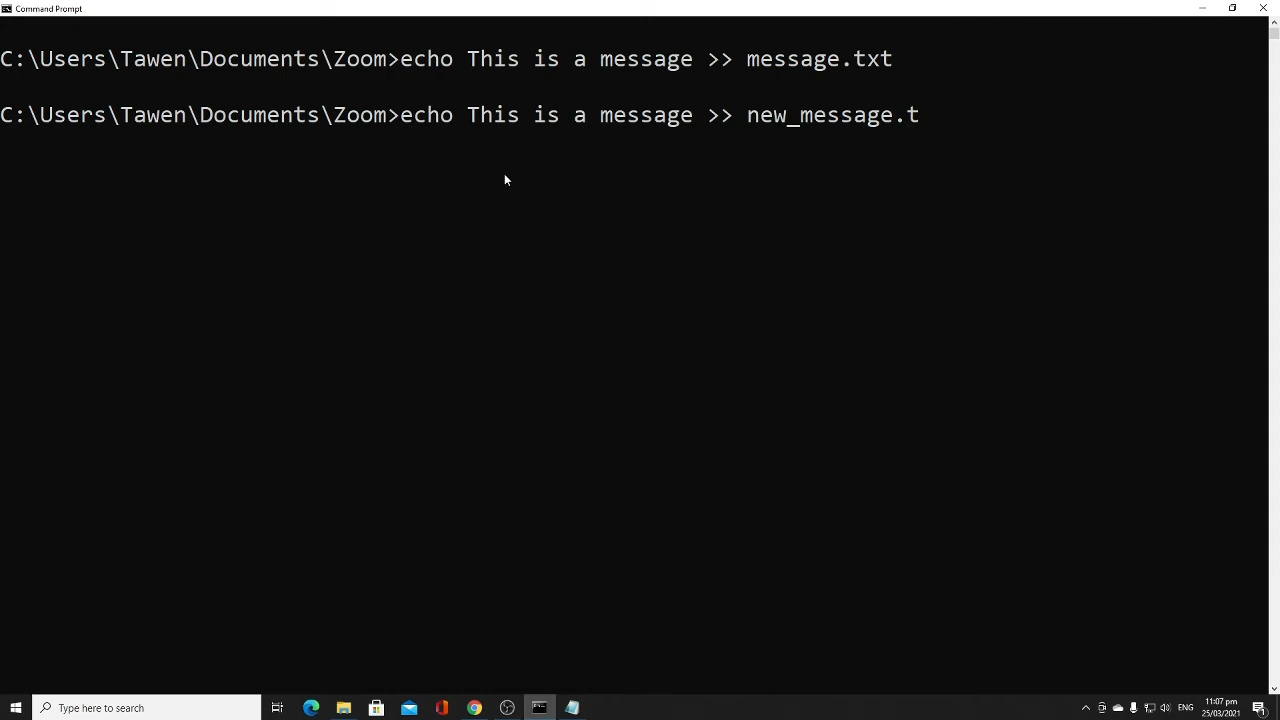 Command Prompt
C:\Users\Tawen\Documents\Zoom>echo This is a message >> message.txt
C:\Users\Tawen\Documents\Zoom>echo This is a message >> new_message.t
Type here to search
ENG
11:07 pm
25/03/2021
1